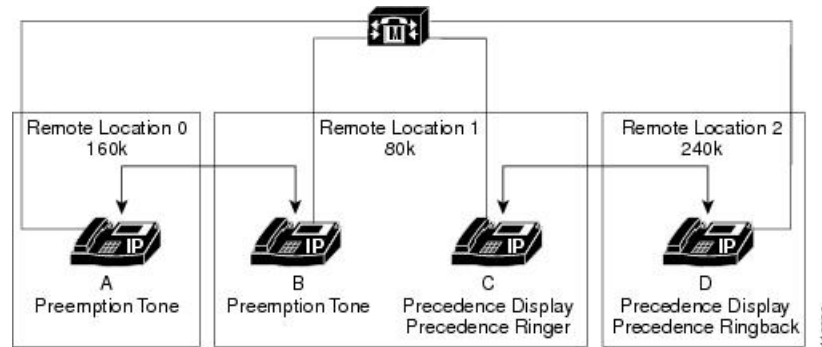 M
Remote Location 0
160k
Remote Location 1
80k
Remote Location 2
240k
IP
IP
IP
IP
A
Preemption Tone
B
Preemption Tone
C
Precedence Display
Precedence Ringer
D
Precedence Display
Precedence Ringback